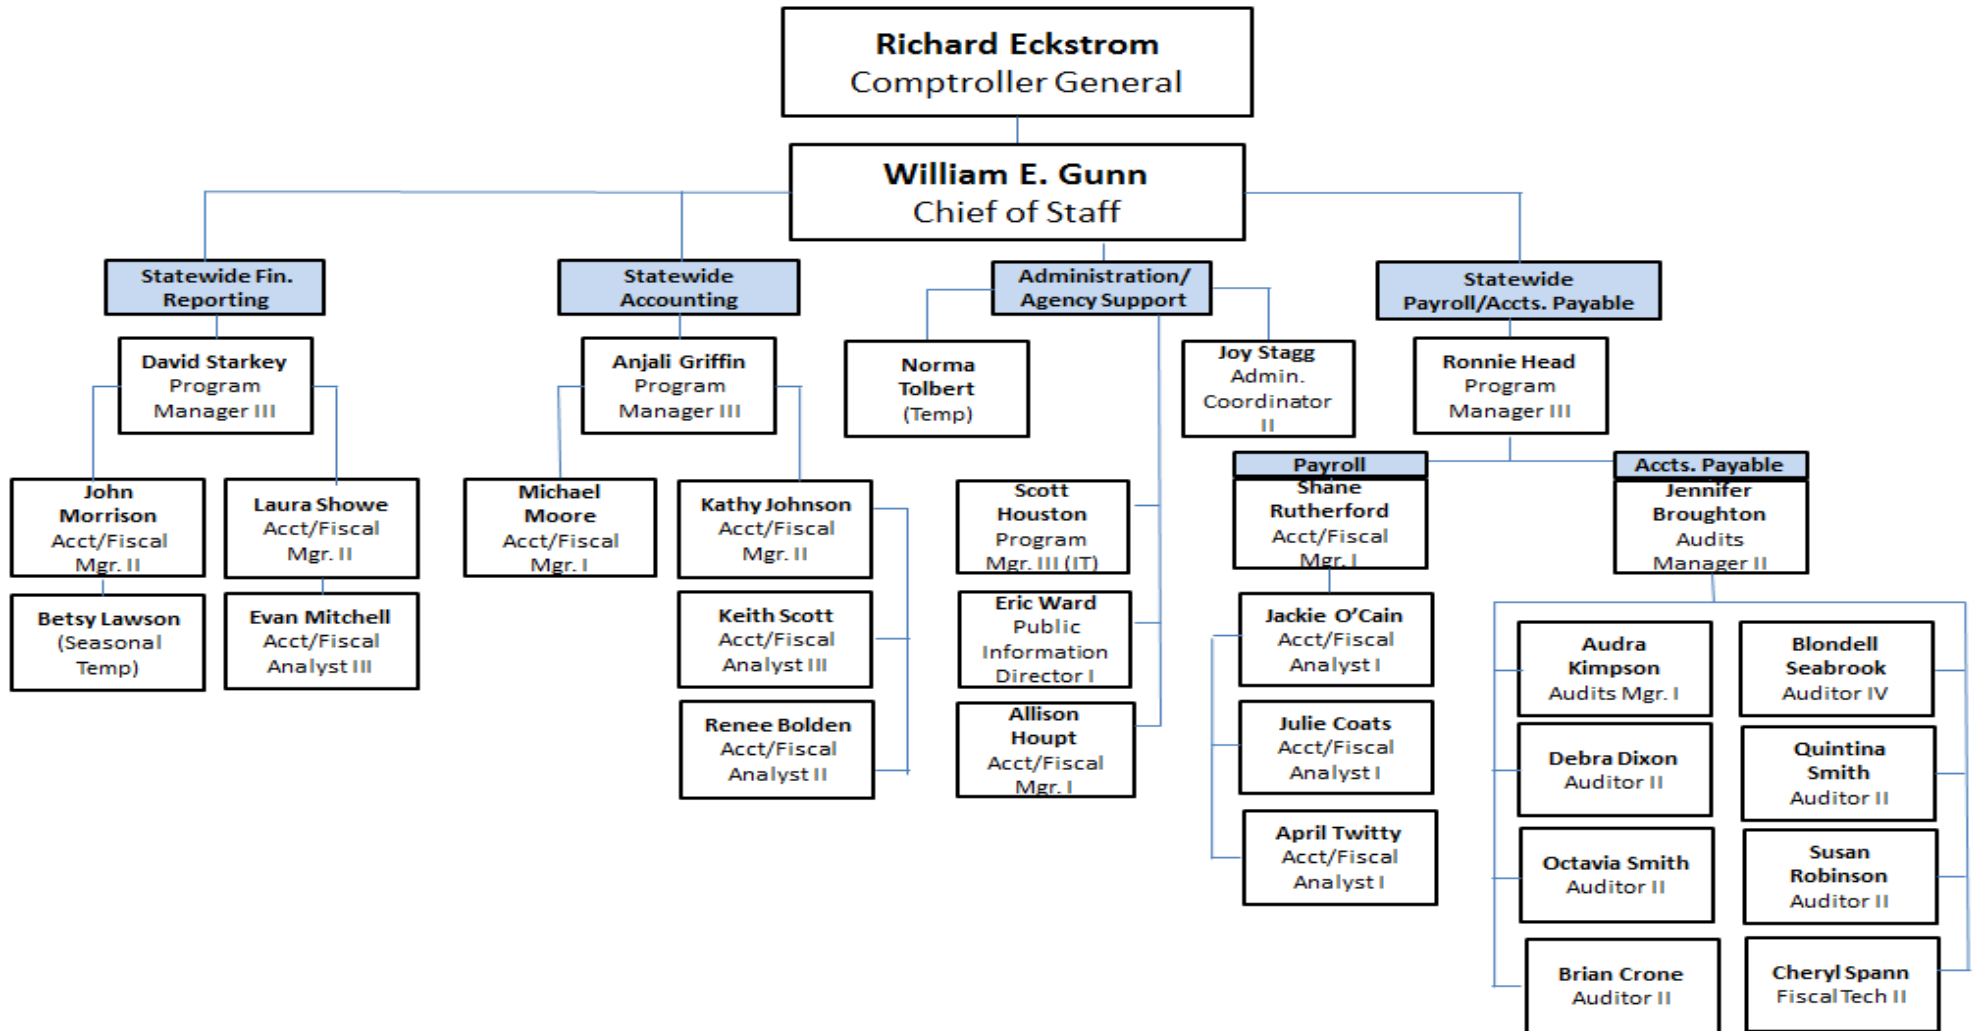 Richard Eckstrom
Comptroller General
William E. Gunn
Chief of Staff
Statewide Fin.
Reporting
Statewide
Accounting
Administration/
Agency Support
Statewide
Payroll/Accts. Payable
David Starkey
Program
Manager III
Anjali Griffin
Program
Manager III
Norma
Tolbert
(Temp)
Joy Stagg
Admin.
Coordinator
II
Ronnie Head
Program
Manager III
John
Morrison
Acct/Fiscal
Mgr. II
Laura Showe
Acct/Fiscal
Mgr. II
Michael
Moore
Acct/Fiscal
Mgr. I
Kathy Johnson
Acct/Fiscal
Mgr. II
Scott
Houston
Program
Mgr. III (IT)
Payroll
Shane
Rutherford
Acct/Fiscal
Mgr. I
Accts. Payable
Jennifer
Broughton
Audits
Manager II
Betsy Lawson
(Seasonal
Temp)
Evan Mitchell
Acct/Fiscal
Analyst III
Keith Scott
Acct/Fiscal
Analyst III
Eric Ward
Public
Information
Director I
Jackie O’Cain
Acct/Fiscal
Analyst I
Audra
Kimpson
Audits Mgr. I
Blondell
Seabrook
Auditor IV
Renee Bolden
Acct/Fiscal
Analyst II
Allison
Houpt
Acct/Fiscal
Mgr. I
Julie Coats
Acct/Fiscal
Analyst I
Debra Dixon
Auditor II
Quintina
Smith
Auditor II
April Twitty
Acct/Fiscal
Analyst I
Octavia Smith
Auditor II
Susan
Robinson
Auditor II
Brian Crone
Auditor II
Cheryl Spann
Fiscal Tech II